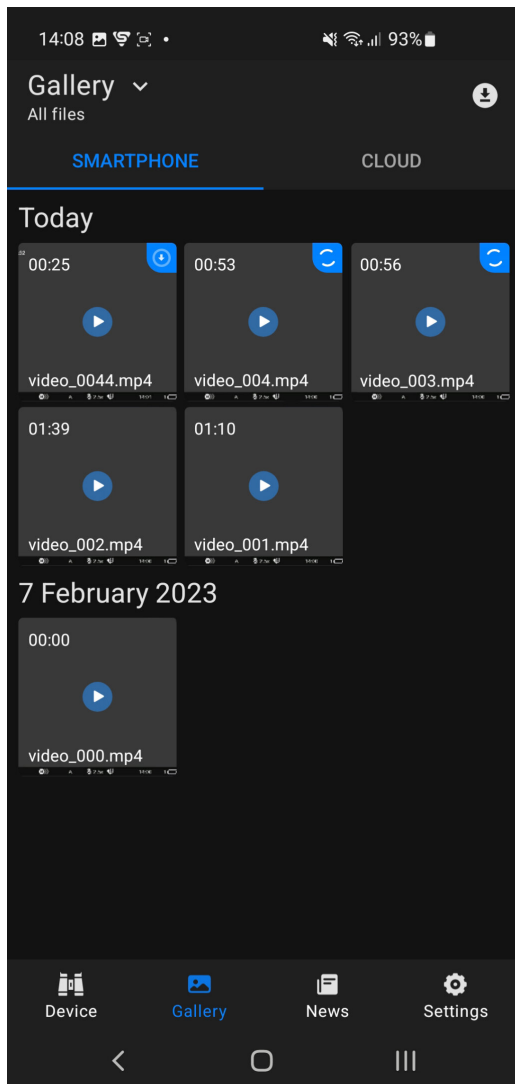 14:08 93%
Gallery
All files
SMARTPHONE CLOUD
Today
00:25 00:53 00:56
video_0044.mp4 video_004.mp4 video_003.mp4
01:39 01:10
video_002.mp4 video_001.mp4
7 February 2023
00:00
video_000.mp4
Device Gallery News Settings